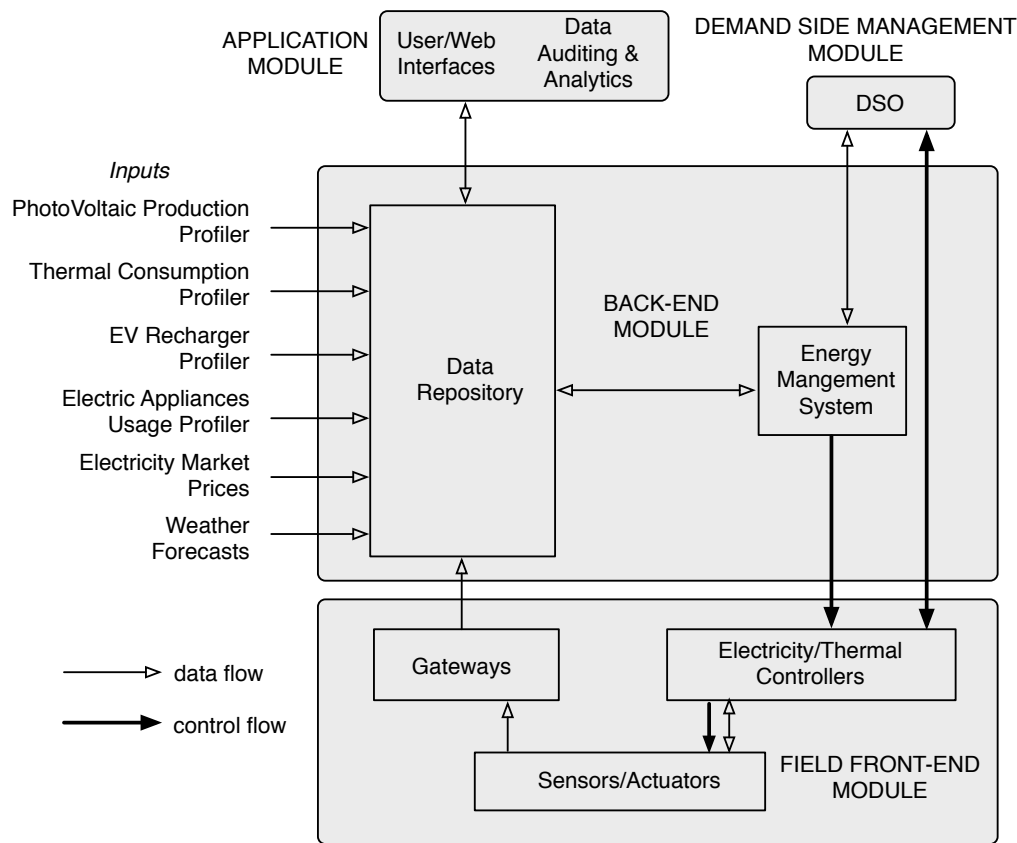 APPLICATION
MODULE
User/Web
Interfaces
Data
Auditing &
Analytics
DEMAND SIDE MANAGEMENT
MODULE
DSO
Inputs
PhotoVoltaic Production
Profiler
Thermal Consumption
Profiler
EV Recharger
Profiler
Electric Appliances
Usage Profiler
Electricity Market
Prices
Weather
Forecasts
Data
Repository
BACK-END
MODULE
Energy
Mangement
System
Gateways
Electricity/Thermal
Controllers
Sensors/Actuators
FIELD FRONT-END
MODULE
data flow
control flow